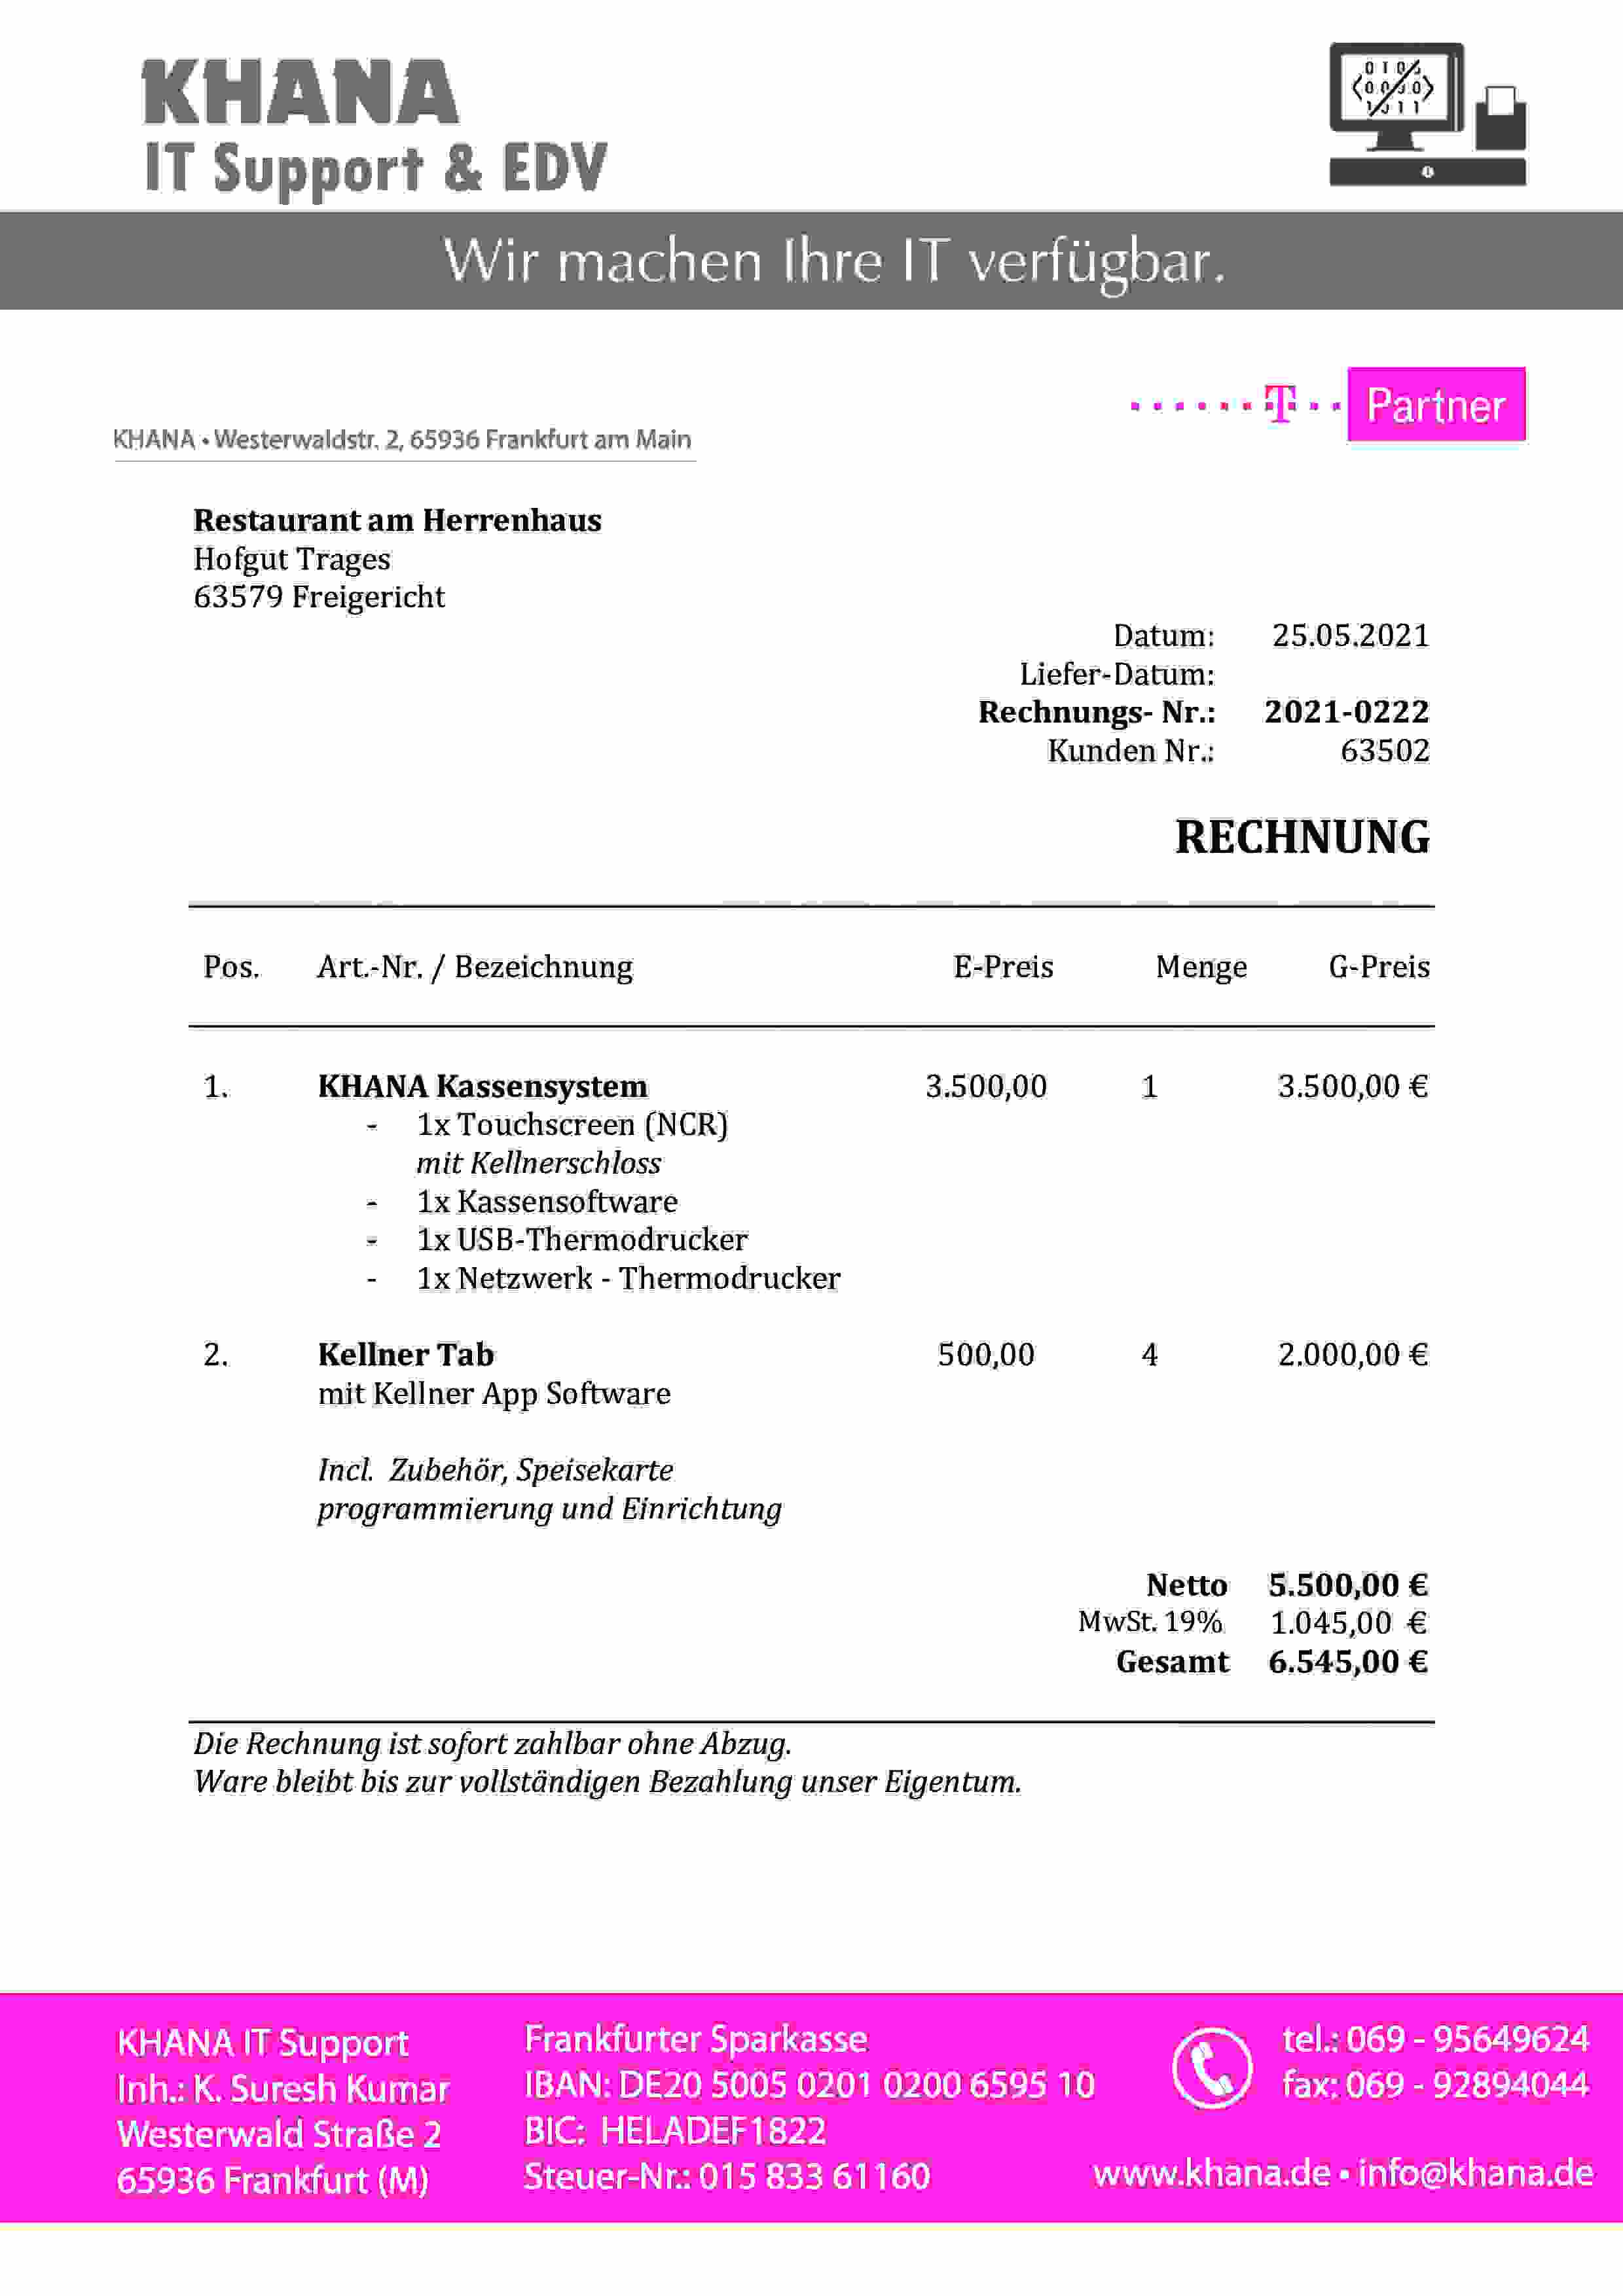 KHANA
IT Support & EDV
Wir machen Ihre IT verfügbar.
T Partner
KHANA • Westerwaldstr. 2, 65936 Frankfurt am Main
Restaurant am Herrenhaus
Hofgut Trages
63579 Freigericht
Datum: 25.05.2021
Liefer-Datum:
Rechnungs- Nr.: 2021-0222
Kunden Nr.: 63502
RECHNUNG
Pos. Art.-Nr. / Bezeichnung E-Preis Menge G-Preis
1. KHANA Kassensystem 3.500,00 1 3.500,00 €
- 1x Touchscreen (NCR)
mit Kellnerschloss
- 1x Kassensoftware
- 1x USB-Thermodrucker
- 1x Netzwerk - Thermodrucker
2. Kellner Tab 500,00 4 2.000,00 €
mit Kellner App Software
Incl. Zubehör, Speisekarte
programmierung und Einrichtung
Netto 5.500,00 €
MwSt. 19% 1.045,00 €
Gesamt 6.545,00 €
Die Rechnung ist sofort zahlbar ohne Abzug.
Ware bleibt bis zur vollständigen Bezahlung unser Eigentum.
KHANA IT Support
Inh.: K. Suresh Kumar
Westerwald Straße 2
65936 Frankfurt (M)
Frankfurter Sparkasse
IBAN: DE20 5005 0201 0200 6595 10
BIC: HELADEF1822
Steuer-Nr.: 015 833 61160
tel.: 069 - 95649624
fax: 069 - 92894044
www.khana.de • info@khana.de